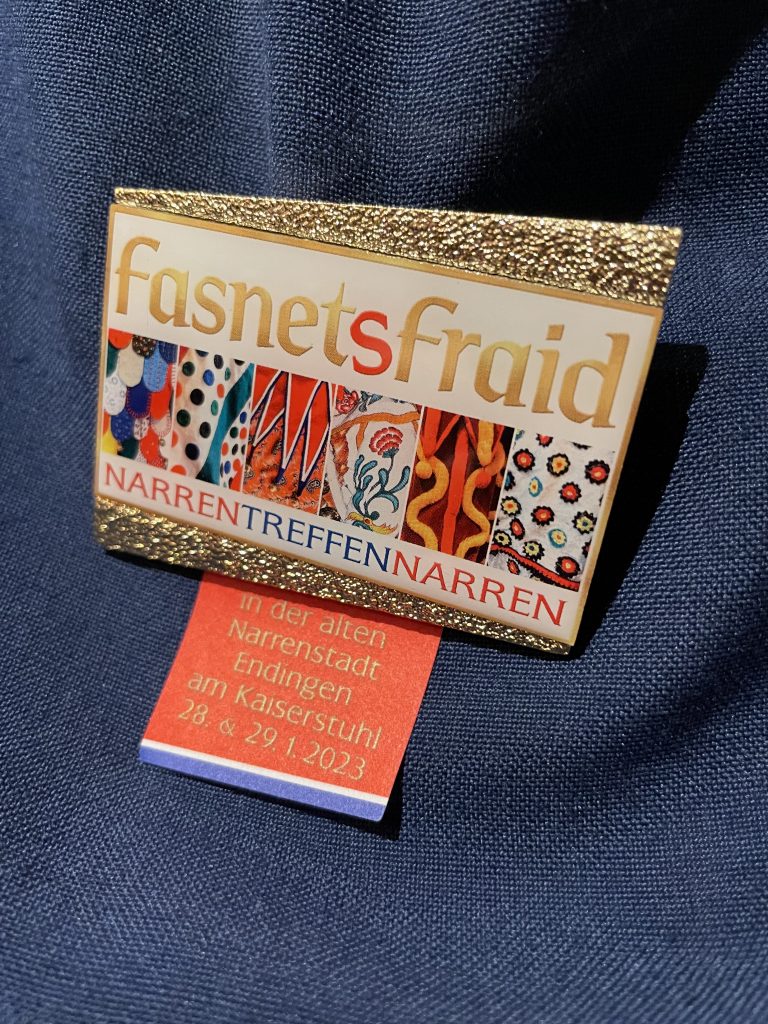 fasnetsfraid
NARRENTREFFENNARREN
in der alten
Narrenstadt
Endingen
am Kaiserstuhl
28. & 29.1.2023